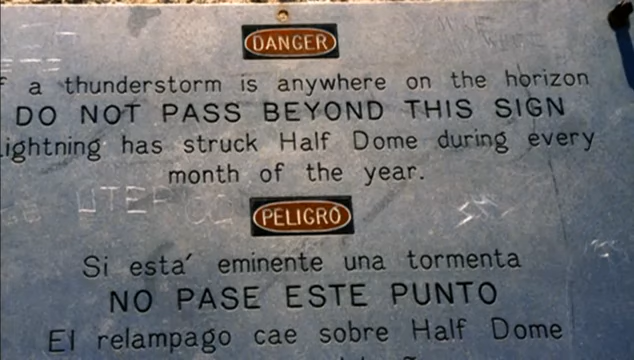 DANGER
a thunderstorm is anywhere on the horizon
DO NOT PASS BEYOND THIS SIGN
ightning has struck Half Dome during every
month of the year.
PELIGRO
Si esta' eminente una tormenta
NO PASE ESTE PUNTO
El relampago cae sobre Half Dome